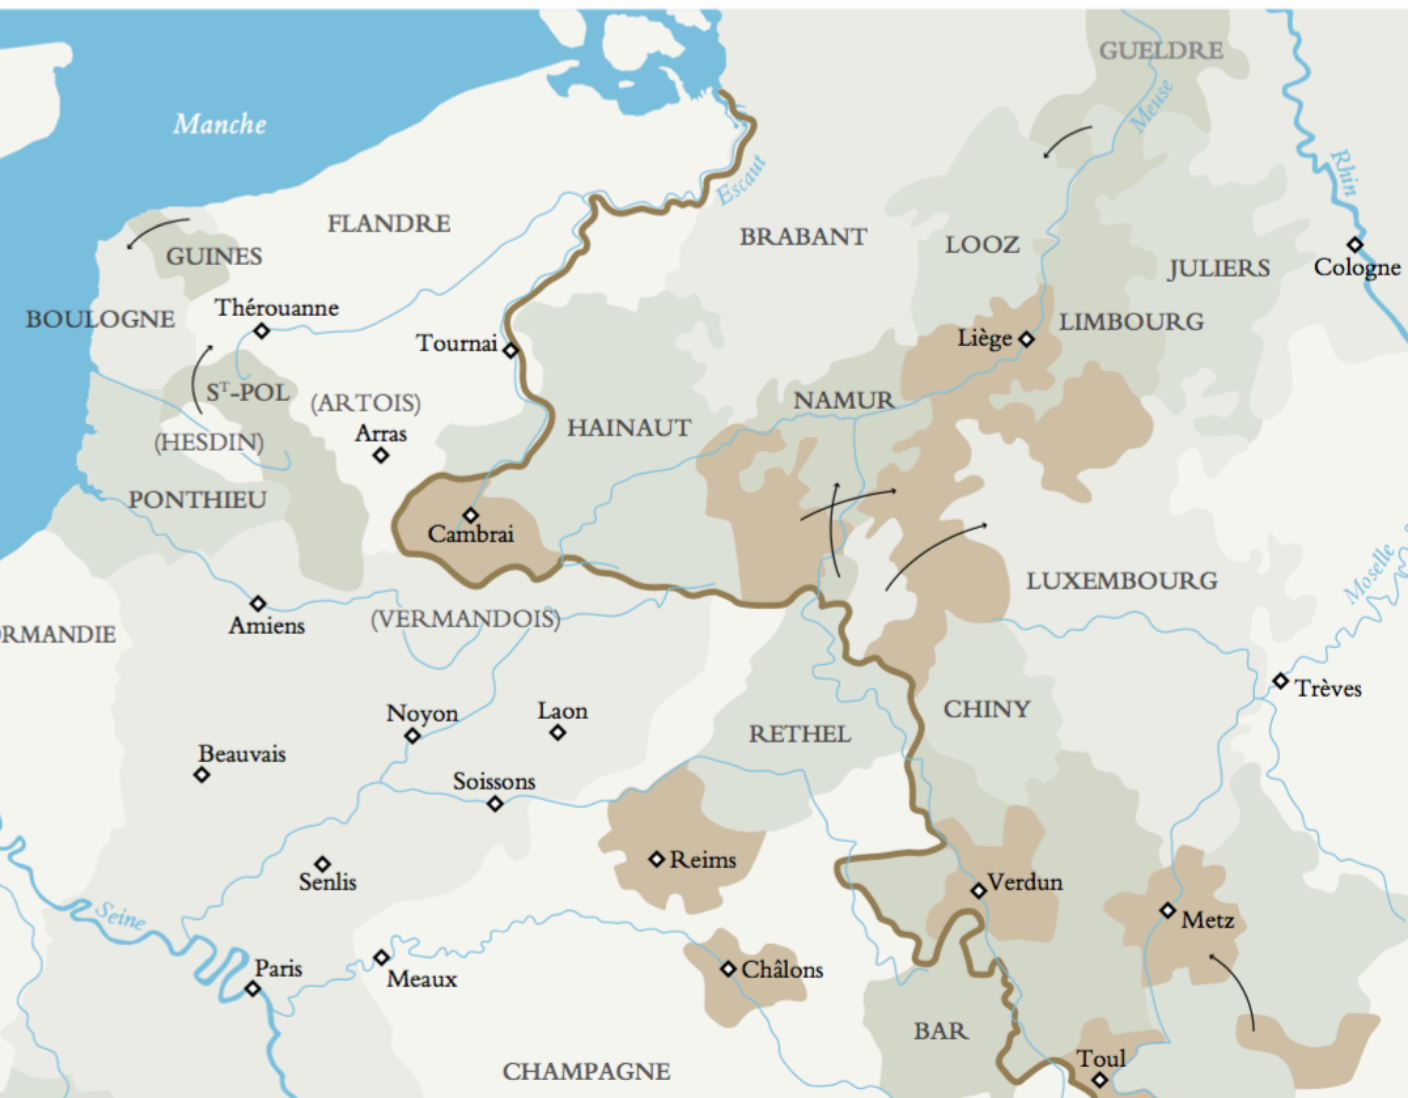 GUELDRE
Meuse
Manche
Rhin
Escaut
FLANDRE
BRABANT
LOOZ
GUINES
JULIERS
Cologne
Thérouanne
BOULOGNE
LIMBOURG
Tournai
Liège
Sᵀ-POL
(ARTOIS)
NAMUR
Arras
HAINAUT
(HESDIN)
PONTHIEU
Cambrai
Moselle
LUXEMBOURG
Amiens
(VERMANDOIS)
RMANDIE
Trèves
Noyon
Laon
CHINY
RETHEL
Beauvais
Soissons
Reims
Senlis
Verdun
Seine
Metz
Paris
Meaux
Châlons
BAR
Toul
CHAMPAGNE